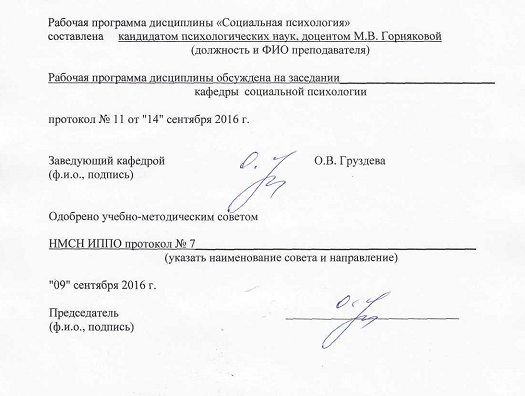 Рабочая программа дисциплины «Социальная психология»
составлена кандидатом психологических наук, доцентом М.В. Горняковой
(должность и ФИО преподавателя)
Рабочая программа дисциплины обсуждена на заседании
кафедры социальной психологии
протокол № 11 от "14" сентября 2016 г.
Заведующий кафедрой О.В. Груздева
(ф.и.о., подпись)
Одобрено учебно-методическим советом
НМСН ИППО протокол № 7
(указать наименование совета и направление)
"09" сентября 2016 г.
Председатель
(ф.и.о., подпись)